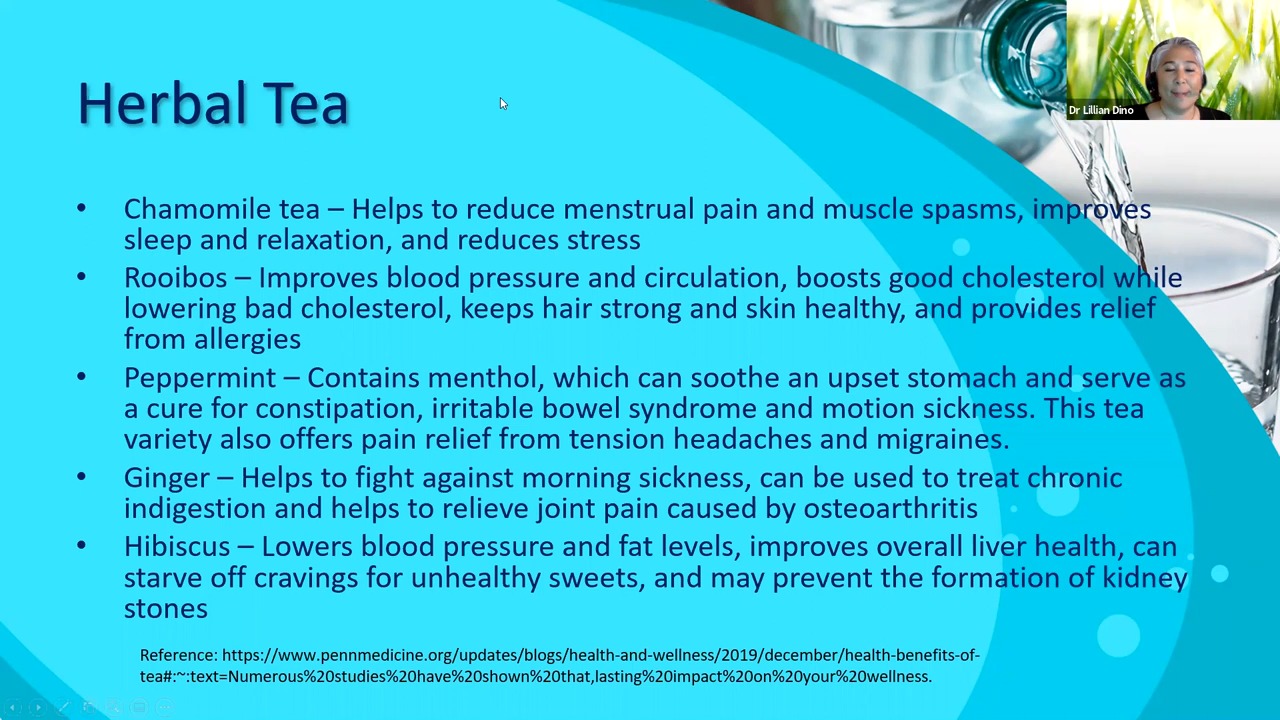 Herbal Tea
Dr Lillian Dino
• Chamomile tea – Helps to reduce menstrual pain and muscle spasms, improves
sleep and relaxation, and reduces stress
• Rooibos – Improves blood pressure and circulation, boosts good cholesterol while
lowering bad cholesterol, keeps hair strong and skin healthy, and provides relief
from allergies
• Peppermint – Contains menthol, which can soothe an upset stomach and serve as
a cure for constipation, irritable bowel syndrome and motion sickness. This tea
variety also offers pain relief from tension headaches and migraines.
• Ginger – Helps to fight against morning sickness, can be used to treat chronic
indigestion and helps to relieve joint pain caused by osteoarthritis
• Hibiscus – Lowers blood pressure and fat levels, improves overall liver health, can
starve off cravings for unhealthy sweets, and may prevent the formation of kidney
stones
Reference: https://www.pennmedicine.org/updates/blogs/health-and-wellness/2019/december/health-benefits-of-
tea#:~:text=Numerous%20studies%20have%20shown%20that,lasting%20impact%20on%20your%20wellness.